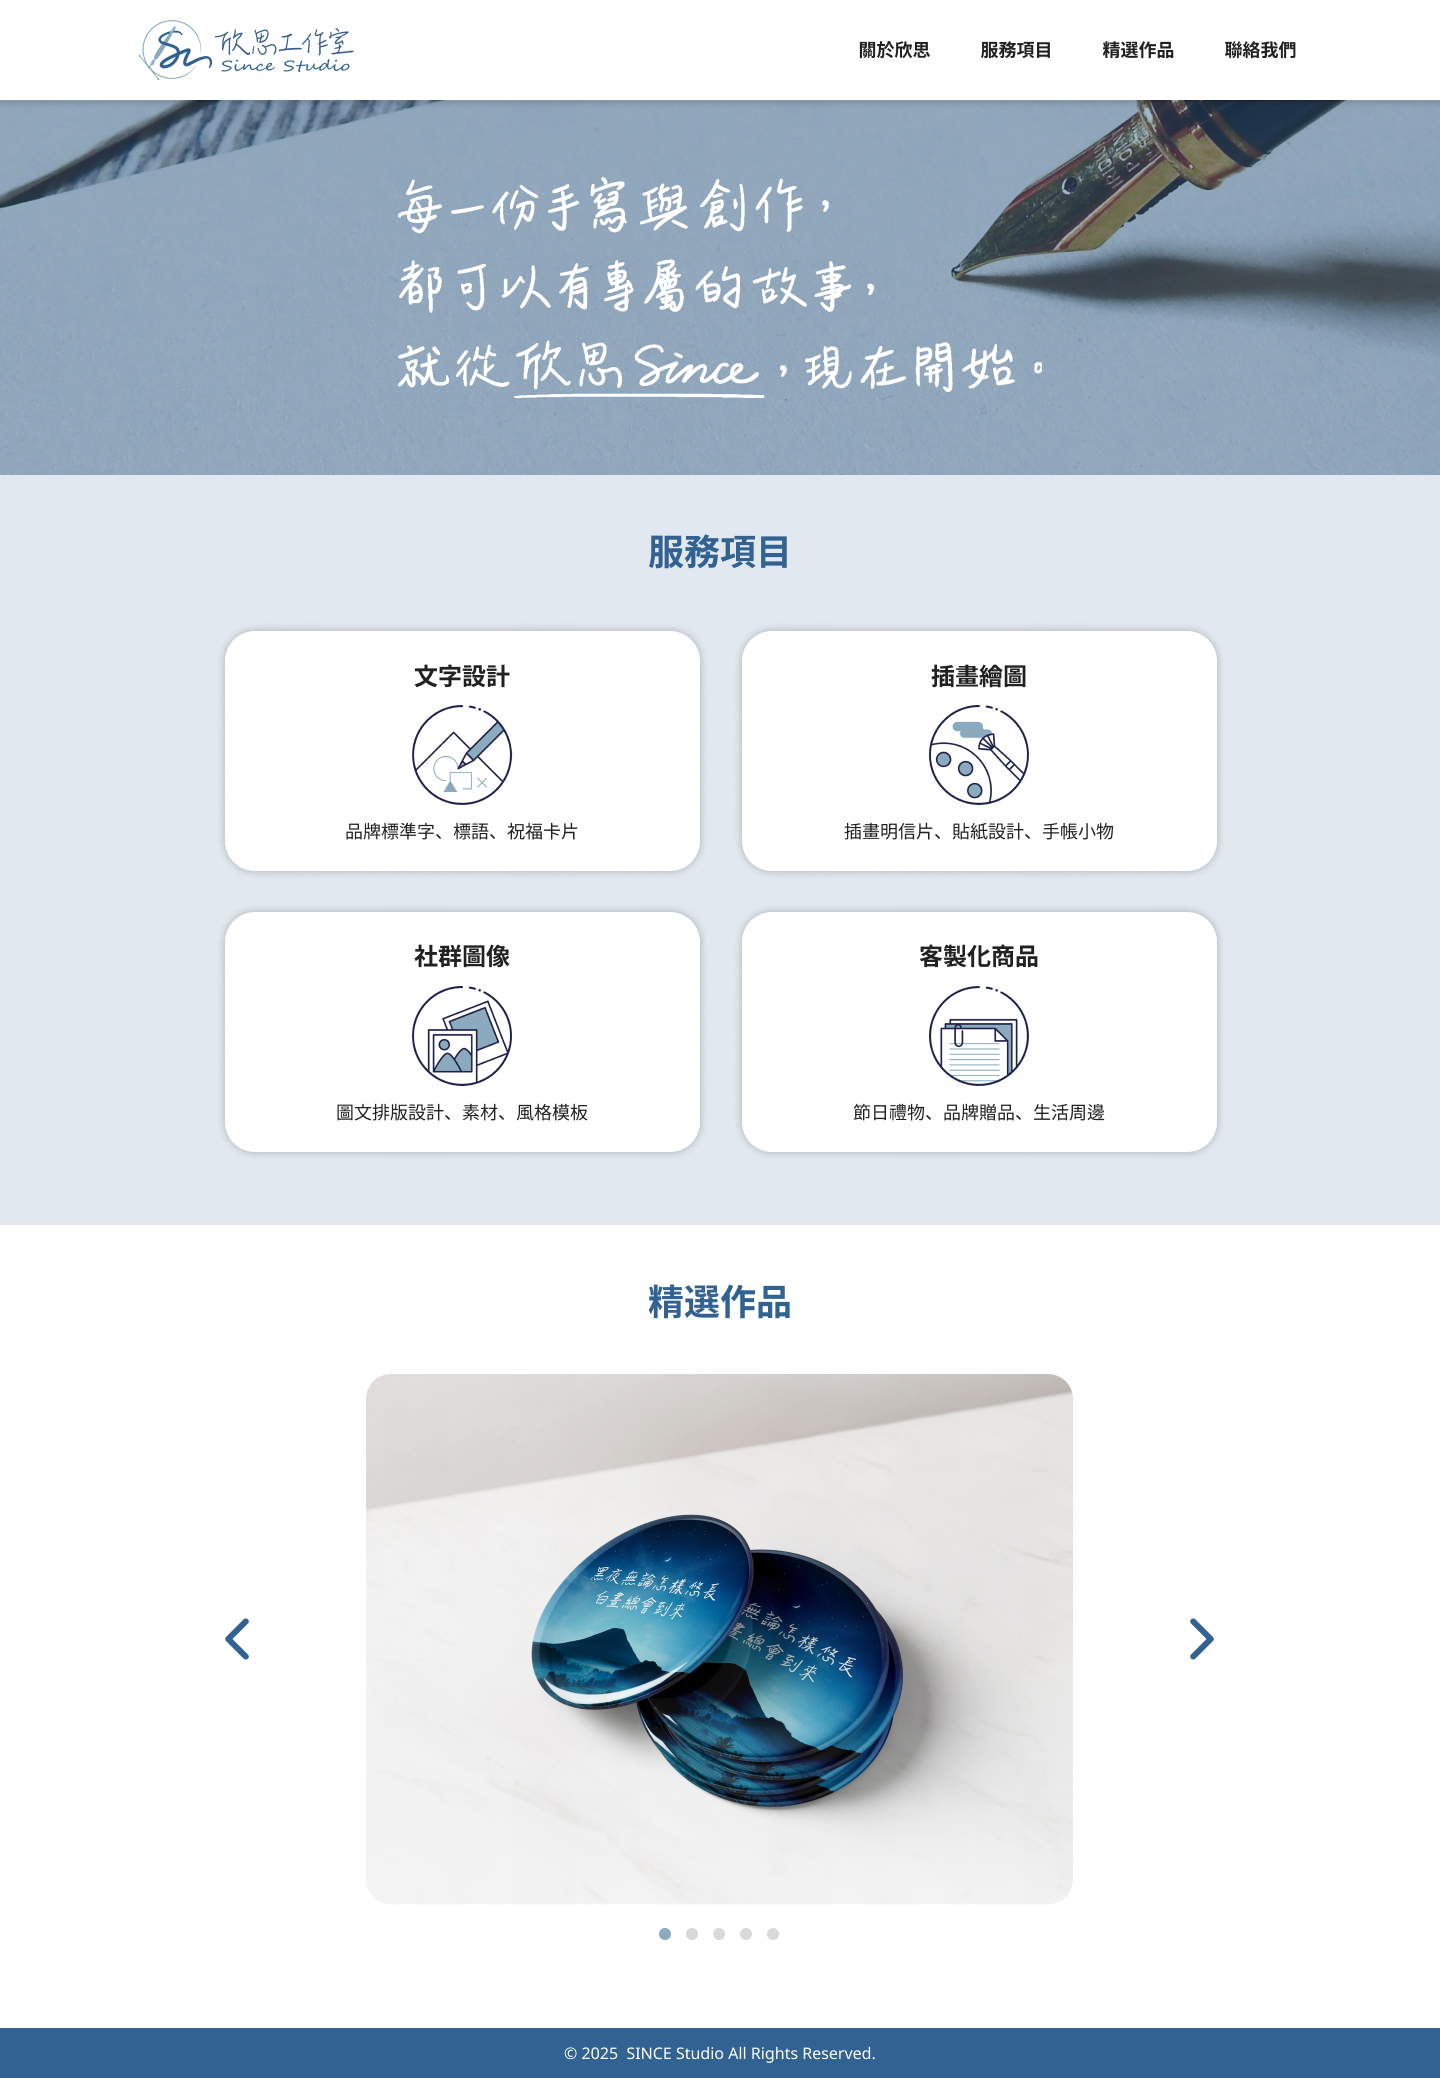 欣思工作室
Since Studio
關於欣思
服務項目
精選作品
聯絡我們
每一份手寫與創作,
都可以有專屬的故事,
就從欣思Since,現在開始。
服務項目
文字設計
品牌標準字、標語、祝福卡片
插畫繪圖
插畫明信片、貼紙設計、手帳小物
社群圖像
圖文排版設計、素材、風格模板
客製化商品
節日禮物、品牌贈品、生活周邊
精選作品
黑夜無論怎樣悠長
白晝總會到來
無論怎樣悠長
晝總會到來
© 2025  SINCE Studio All Rights Reserved.